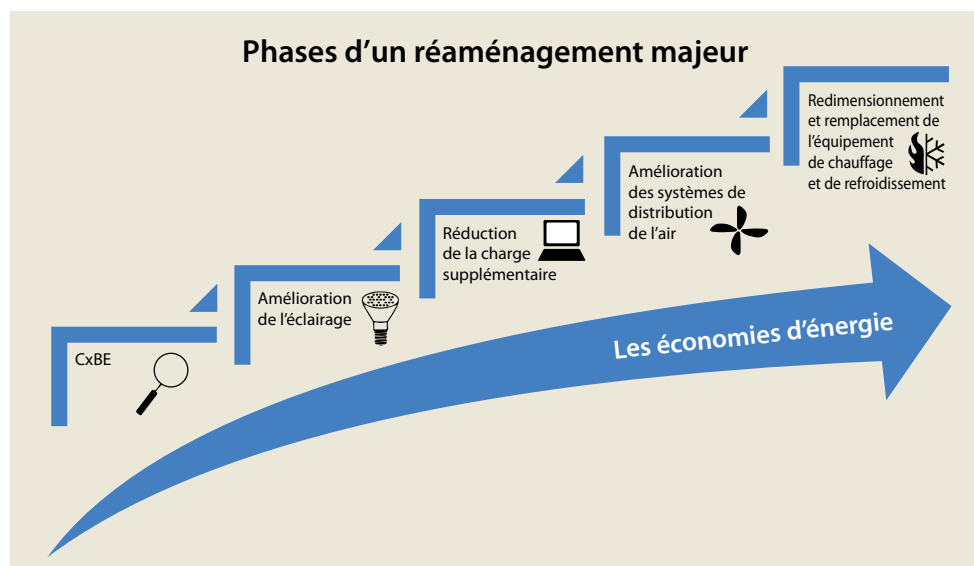 Phases d’un réaménagement majeur
CxBE
Amélioration
de l’éclairage
Réduction
de la charge
supplémentaire
Amélioration
des systèmes de
distribution
de l’air
Redimensionnement
et remplacement de
l’équipement
de chauffage
et de refroidissement
Les économies d’énergie